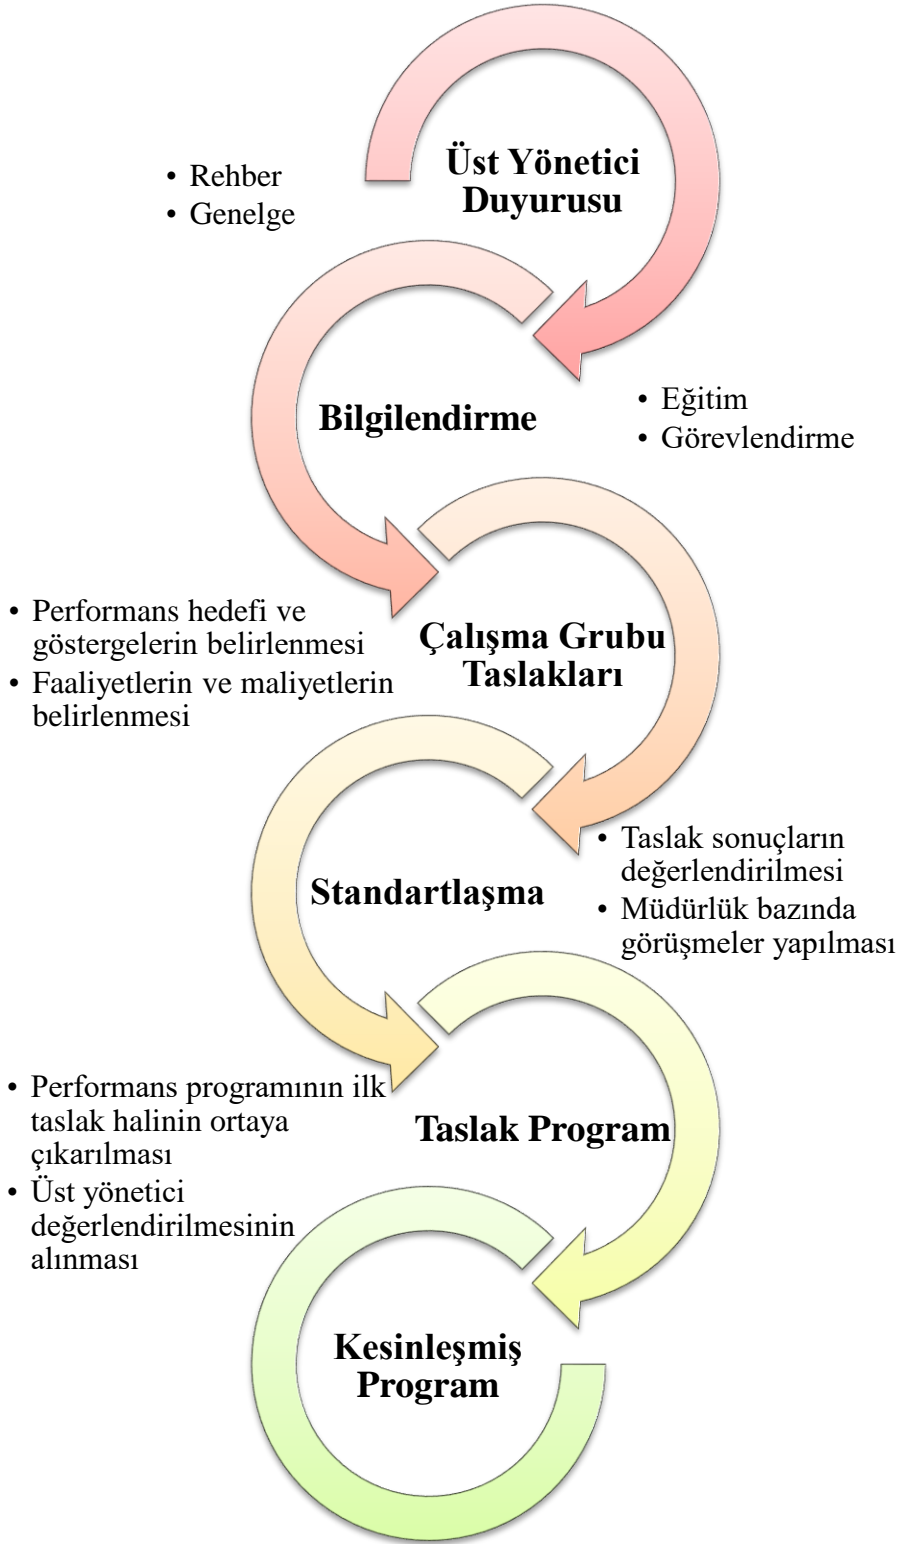 Üst Yönetici
Duyurusu
• Rehber
• Genelge
Bilgilendirme
• Eğitim
• Görevlendirme
Çalışma Grubu
Taslakları
• Performans hedefi ve
göstergelerin belirlenmesi
• Faaliyetlerin ve maliyetlerin
belirlenmesi
Standartlaşma
• Taslak sonuçların
değerlendirilmesi
• Müdürlük bazında
görüşmeler yapılması
Taslak Program
• Performans programının ilk
taslak halinin ortaya
çıkarılması
• Üst yönetici
değerlendirilmesinin
alınması
Kesinleşmiş
Program